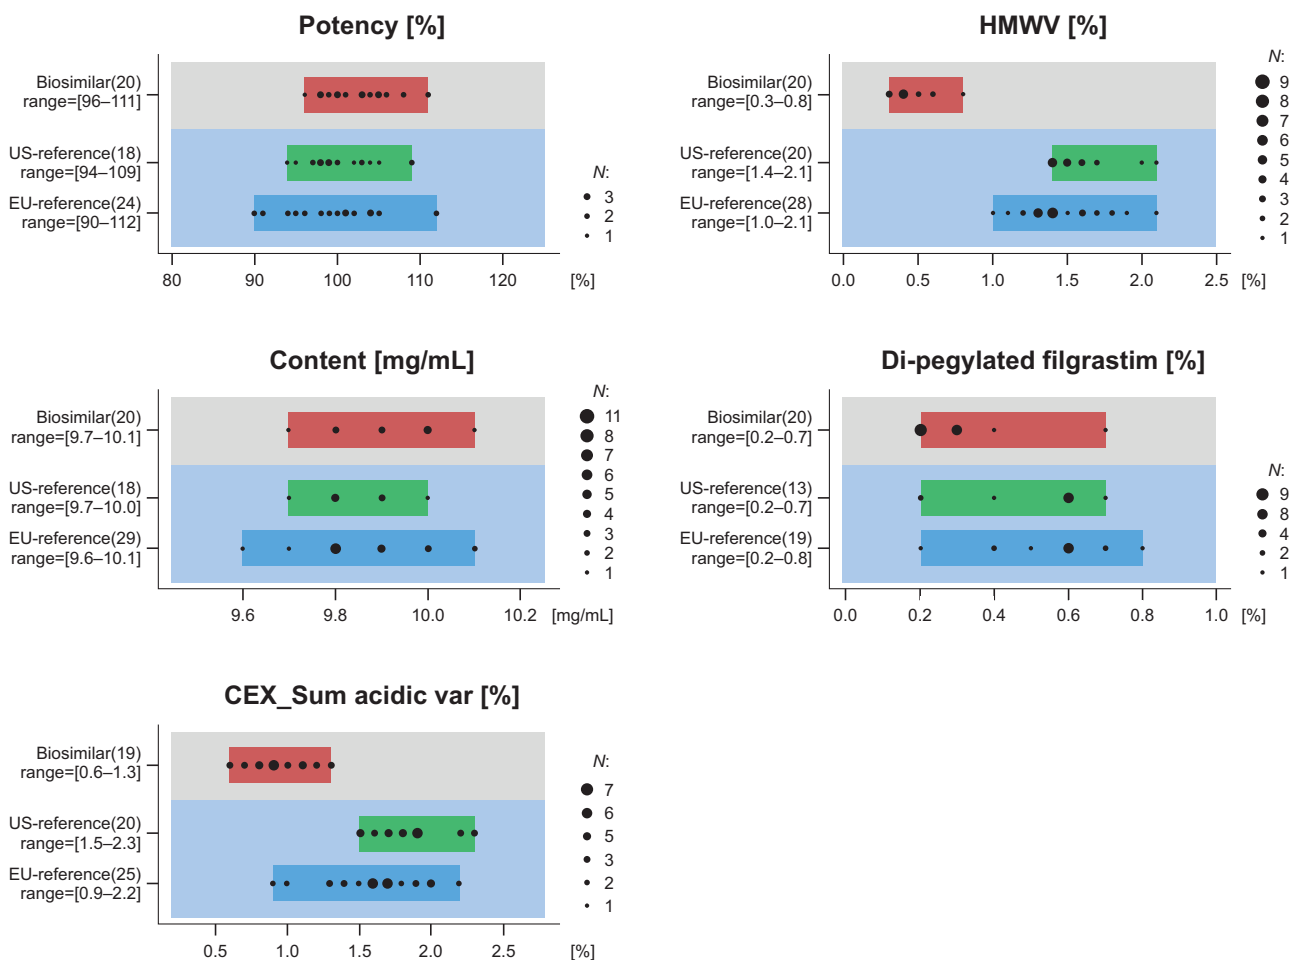 Potency [%]
Biosimilar(20)
range=[96–111]
US-reference(18)
range=[94–109]
EU-reference(24)
range=[90–112]
N:
3
2
1
80 90 100 110 120 [%]
HMWV [%]
Biosimilar(20)
range=[0.3–0.8]
US-reference(20)
range=[1.4–2.1]
EU-reference(28)
range=[1.0–2.1]
N:
9
8
7
6
5
4
3
2
1
0.0 0.5 1.0 1.5 2.0 2.5 [%]
Content [mg/mL]
Biosimilar(20)
range=[9.7–10.1]
US-reference(18)
range=[9.7–10.0]
EU-reference(29)
range=[9.6–10.1]
N:
11
8
7
6
5
4
3
2
1
9.6 9.8 10.0 10.2 [mg/mL]
Di-pegylated filgrastim [%]
Biosimilar(20)
range=[0.2–0.7]
US-reference(13)
range=[0.2–0.7]
EU-reference(19)
range=[0.2–0.8]
N:
9
8
4
2
1
0.0 0.2 0.4 0.6 0.8 1.0 [%]
CEX_Sum acidic var [%]
Biosimilar(19)
range=[0.6–1.3]
US-reference(20)
range=[1.5–2.3]
EU-reference(25)
range=[0.9–2.2]
N:
7
6
5
3
2
1
0.5 1.0 1.5 2.0 2.5 [%]